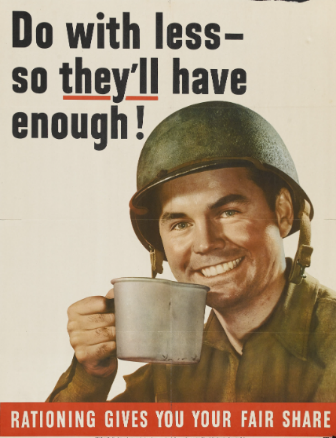 Do with less–
so they'll have
enough!
RATIONING GIVES YOU YOUR FAIR SHARE